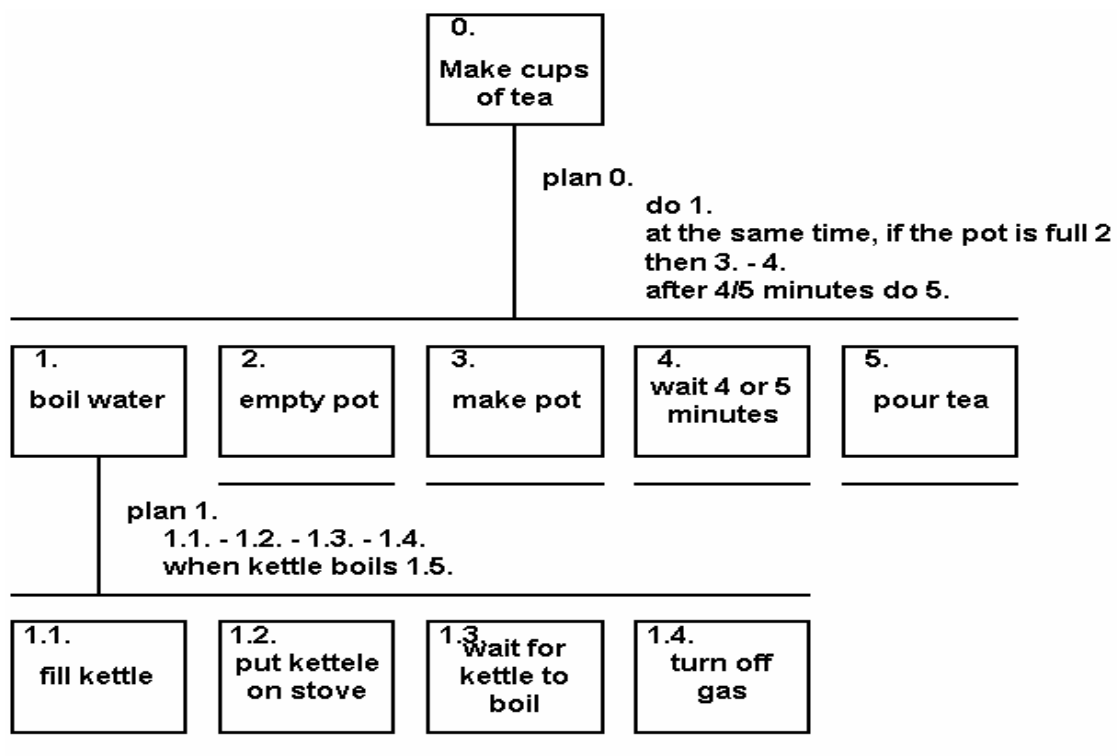 0.
Make cups
of tea
plan 0.
do 1.
at the same time, if the pot is full 2
then 3. - 4.
after 4/5 minutes do 5.
1.
boil water
2.
empty pot
3.
make pot
4.
wait 4 or 5
minutes
5.
pour tea
plan 1.
1.1. - 1.2. - 1.3. - 1.4.
when kettle boils 1.5.
1.1.
fill kettle
1.2.
put kettele
on stove
1.3.
wait for
kettle to
boil
1.4.
turn off
gas